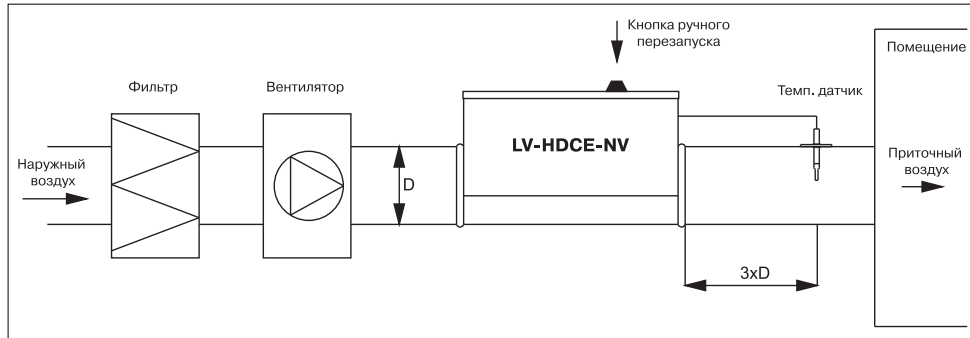 Кнопка ручного
перезапуска
Помещение
Фильтр
Вентилятор
Темп. датчик
LV-HDCE-NV
Наружный
воздух
D
Приточный
воздух
3xD